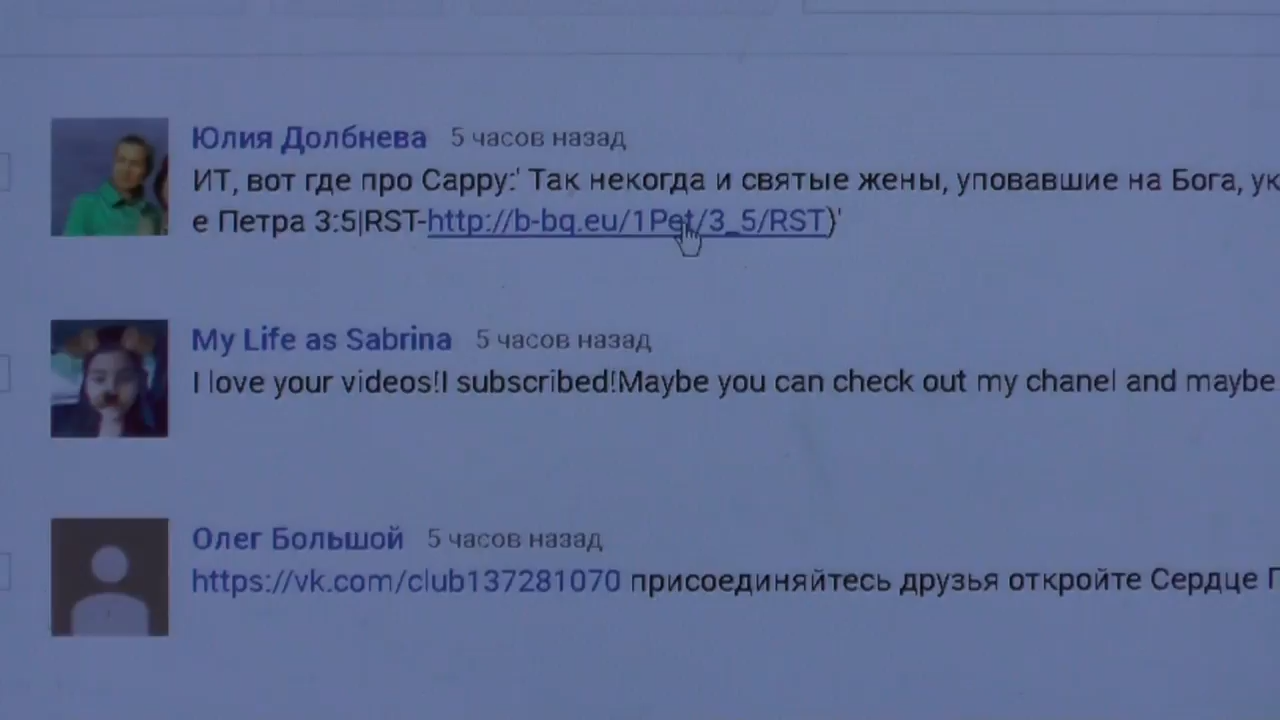 Юлия Долбнева 5 часов назад
ИТ, вот где про Сарру:' Так некогда и святые жены, уповавшие на Бога, ук
е Петра 3:5|RST-http://b-bq.eu/1Pet/3_5/RST)'
My Life as Sabrina 5 часов назад
I love your videos!I subscribed!Maybe you can check out my chanel and maybe
Олег Большой 5 часов назад
https://vk.com/club137281070 присоединяйтесь друзья откройте Сердце Г